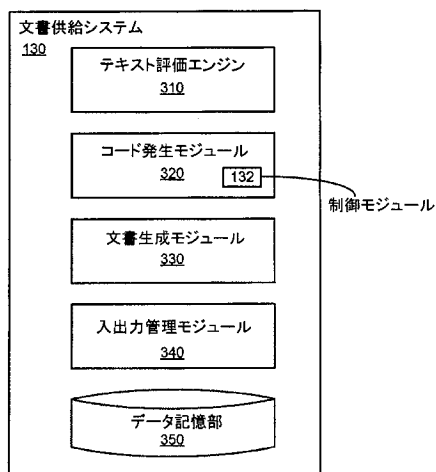 文書供給システム
130
テキスト評価エンジン
310
コード発生モジュール
320
132
制御モジュール
文書生成モジュール
330
入出力管理モジュール
340
データ記憶部
350